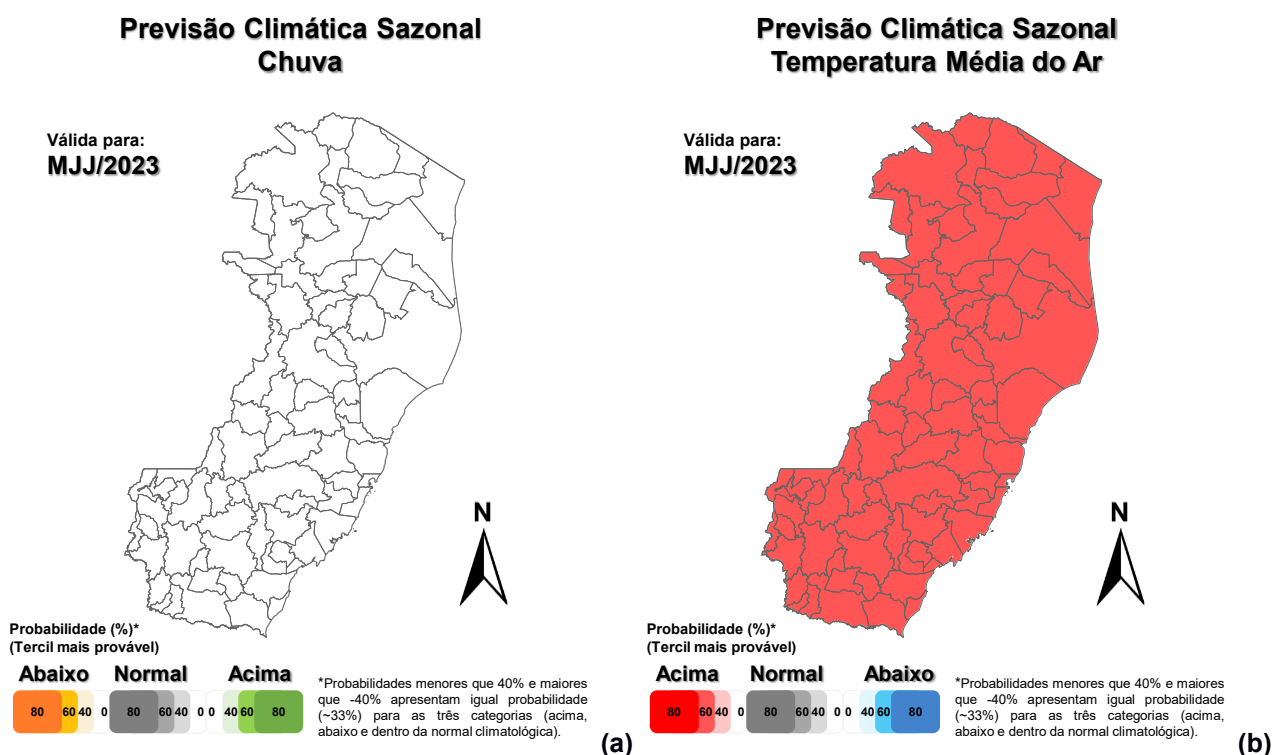 Previsão Climática Sazonal
Chuva
Válida para:
MJJ/2023
N
Probabilidade (%)*
(Tercil mais provável)
Abaixo Normal Acima
80 60 40 0 80 60 40 0 0 40 60 80
*Probabilidades menores que 40% e maiores
que -40% apresentam igual probabilidade
(~33%) para as três categorias (acima,
abaixo e dentro da normal climatológica).
(a)
Previsão Climática Sazonal
Temperatura Média do Ar
Válida para:
MJJ/2023
N
Probabilidade (%)*
(Tercil mais provável)
Acima Normal Abaixo
80 60 40 0 80 60 40 0 0 40 60 80
*Probabilidades menores que 40% e maiores
que -40% apresentam igual probabilidade
(~33%) para as três categorias (acima,
abaixo e dentro da normal climatológica).
(b)